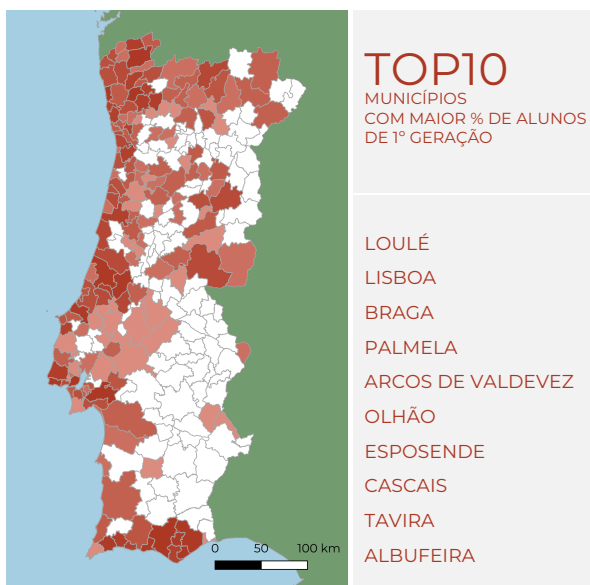 TOP10
MUNICÍPIOS
COM MAIOR % DE ALUNOS
DE 1º GERAÇÃO
LOULÉ
LISBOA
BRAGA
PALMELA
ARCOS DE VALDEVEZ
OLHÃO
ESPOSENDE
CASCAIS
TAVIRA
ALBUFEIRA
0 50 100 km